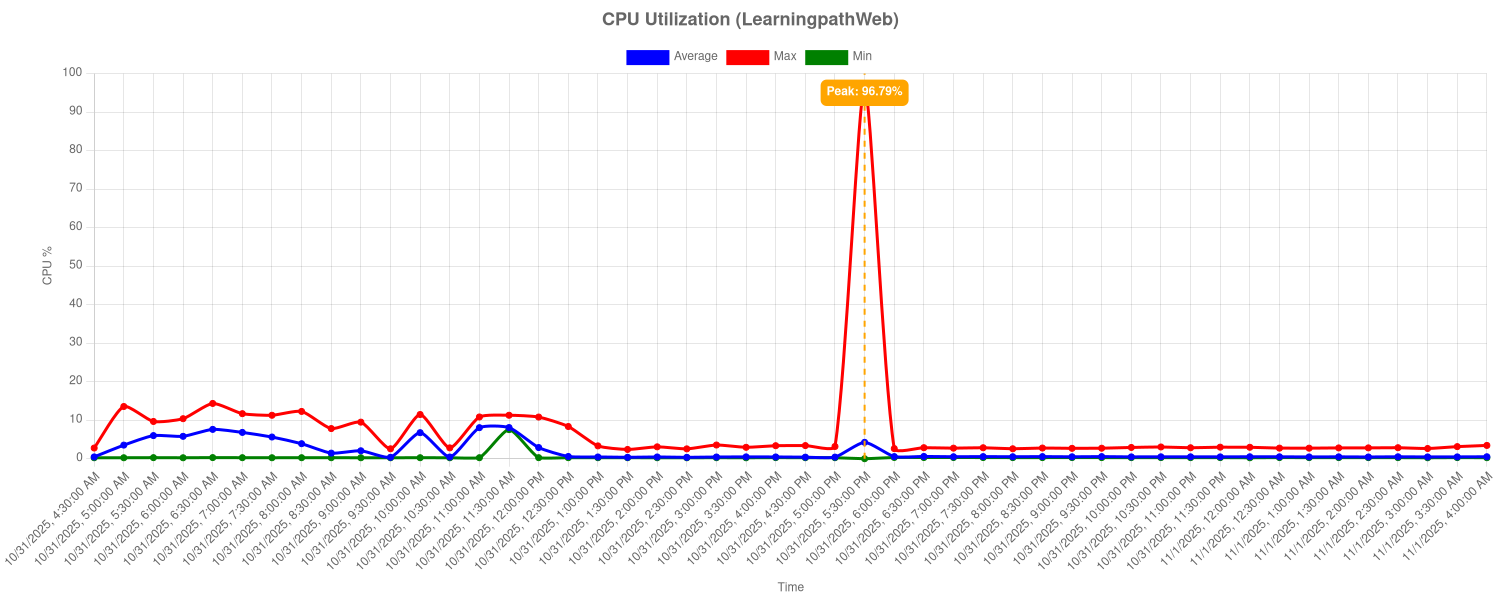 CPU Utilization (LearningpathWeb)
Average Max Min
Peak: 96.79%
CPU %
100
90
80
70
60
50
40
30
20
10
0
10/31/2025, 4:30:00 AM
10/31/2025, 5:00:00 AM
10/31/2025, 5:30:00 AM
10/31/2025, 6:00:00 AM
10/31/2025, 6:30:00 AM
10/31/2025, 7:00:00 AM
10/31/2025, 7:30:00 AM
10/31/2025, 8:00:00 AM
10/31/2025, 8:30:00 AM
10/31/2025, 9:00:00 AM
10/31/2025, 9:30:00 AM
10/31/2025, 10:00:00 AM
10/31/2025, 10:30:00 AM
10/31/2025, 11:00:00 AM
10/31/2025, 11:30:00 AM
10/31/2025, 12:00:00 PM
10/31/2025, 12:30:00 PM
10/31/2025, 1:00:00 PM
10/31/2025, 1:30:00 PM
10/31/2025, 2:00:00 PM
10/31/2025, 2:30:00 PM
10/31/2025, 3:00:00 PM
10/31/2025, 3:30:00 PM
10/31/2025, 4:00:00 PM
10/31/2025, 4:30:00 PM
10/31/2025, 5:00:00 PM
10/31/2025, 5:30:00 PM
10/31/2025, 6:00:00 PM
10/31/2025, 6:30:00 PM
10/31/2025, 7:00:00 PM
10/31/2025, 7:30:00 PM
10/31/2025, 8:00:00 PM
10/31/2025, 8:30:00 PM
10/31/2025, 9:00:00 PM
10/31/2025, 9:30:00 PM
10/31/2025, 10:00:00 PM
10/31/2025, 10:30:00 PM
10/31/2025, 11:00:00 PM
10/31/2025, 11:30:00 PM
11/1/2025, 12:00:00 AM
11/1/2025, 12:30:00 AM
11/1/2025, 1:00:00 AM
11/1/2025, 1:30:00 AM
11/1/2025, 2:00:00 AM
11/1/2025, 2:30:00 AM
11/1/2025, 3:00:00 AM
11/1/2025, 3:30:00 AM
11/1/2025, 4:00:00 AM
Time